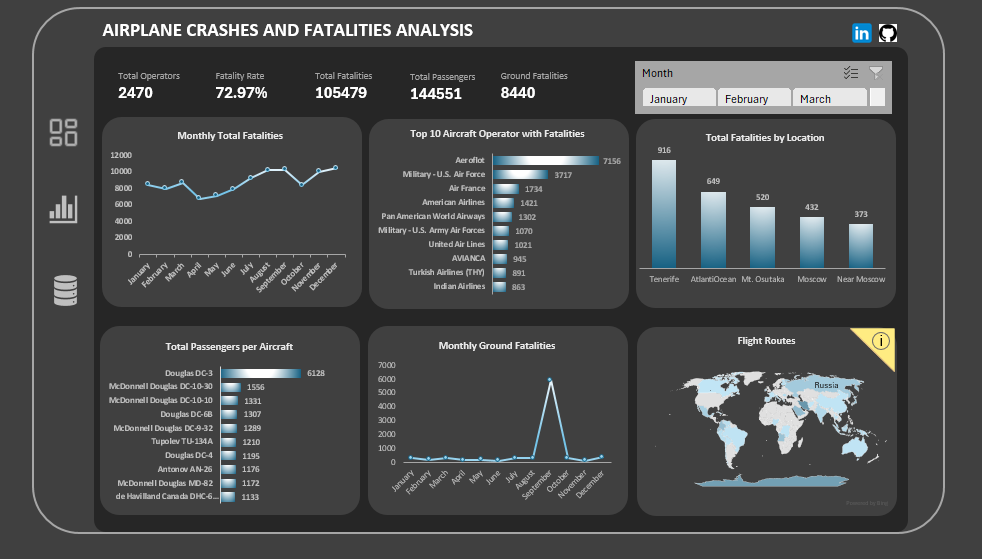 AIRPLANE CRASHES AND FATALITIES ANALYSIS
in
Total Operators
2470
Fatality Rate
72.97%
Total Fatalities
105479
Total Passengers
144551
Ground Fatalities
8440
Month
January
February
March
Monthly Total Fatalities
12000
10000
8000
6000
4000
2000
0
January
February
March
April
May
June
July
August
September
October
November
December
Top 10 Aircraft Operator with Fatalities
Aeroflot 7156
Military - U.S. Air Force 3717
Air France 1734
American Airlines 1421
Pan American World Airways 1302
Military - U.S. Army Air Forces 1070
United Air Lines 1021
AVIANCA 945
Turkish Airlines (THY) 891
Indian Airlines 863
Total Fatalities by Location
916
649
520
432
373
Tenerife
AtlantiOcean
Mt. Osutaka
Moscow
Near Moscow
Total Passengers per Aircraft
Douglas DC-3 6128
McDonnell Douglas DC-10-30 1556
McDonnell Douglas DC-10-10 1331
Douglas DC-6B 1307
McDonnell Douglas DC-9-32 1289
Tupolev TU-134A 1210
Douglas DC-4 1195
Antonov AN-26 1176
McDonnell Douglas MD-82 1172
de Havilland Canada DHC-6... 1133
Monthly Ground Fatalities
7000
6000
5000
4000
3000
2000
1000
0
January
February
March
April
May
June
July
August
September
October
November
December
Flight Routes
i
Russia
Powered by Bing